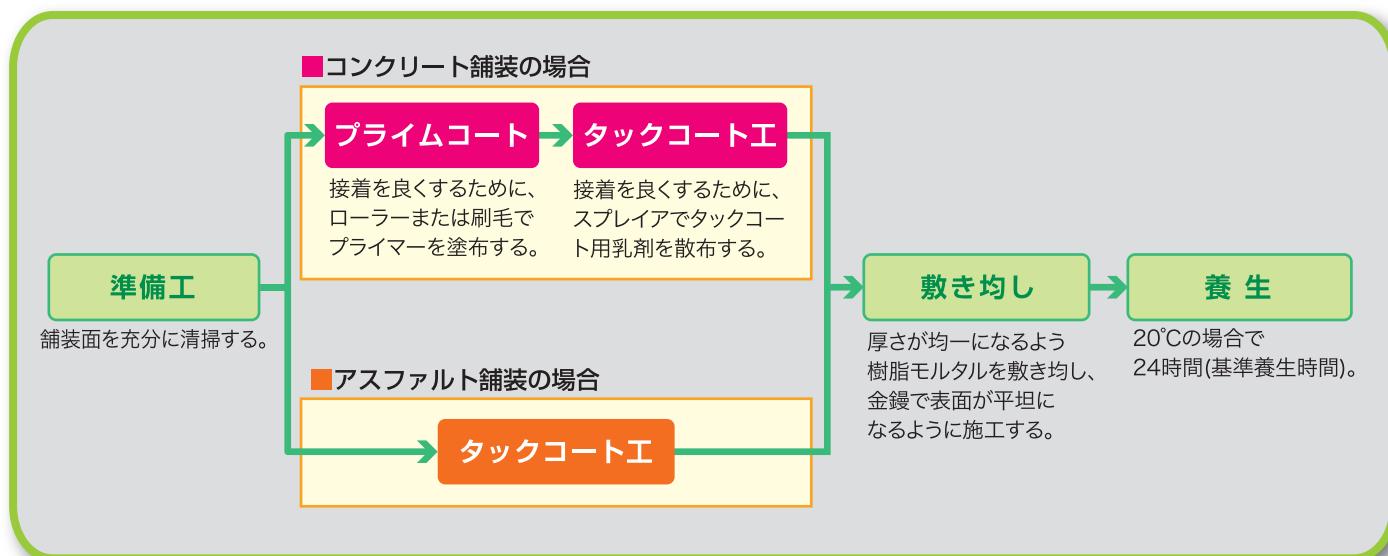 ■コンクリート舗装の場合
プライムコート
接着を良くするために、
ローラーまたは刷毛で
プライマーを塗布する。
タックコート工
接着を良くするために、
スプレイアでタックコー
ト用乳剤を散布する。
準備工
舗装面を充分に清掃する。
■アスファルト舗装の場合
タックコート工
敷き均し
厚さが均一になるよう
樹脂モルタルを敷き均し、
金鏝で表面が平坦に
なるように施工する。
養 生
20℃の場合で
24時間(基準養生時間)。